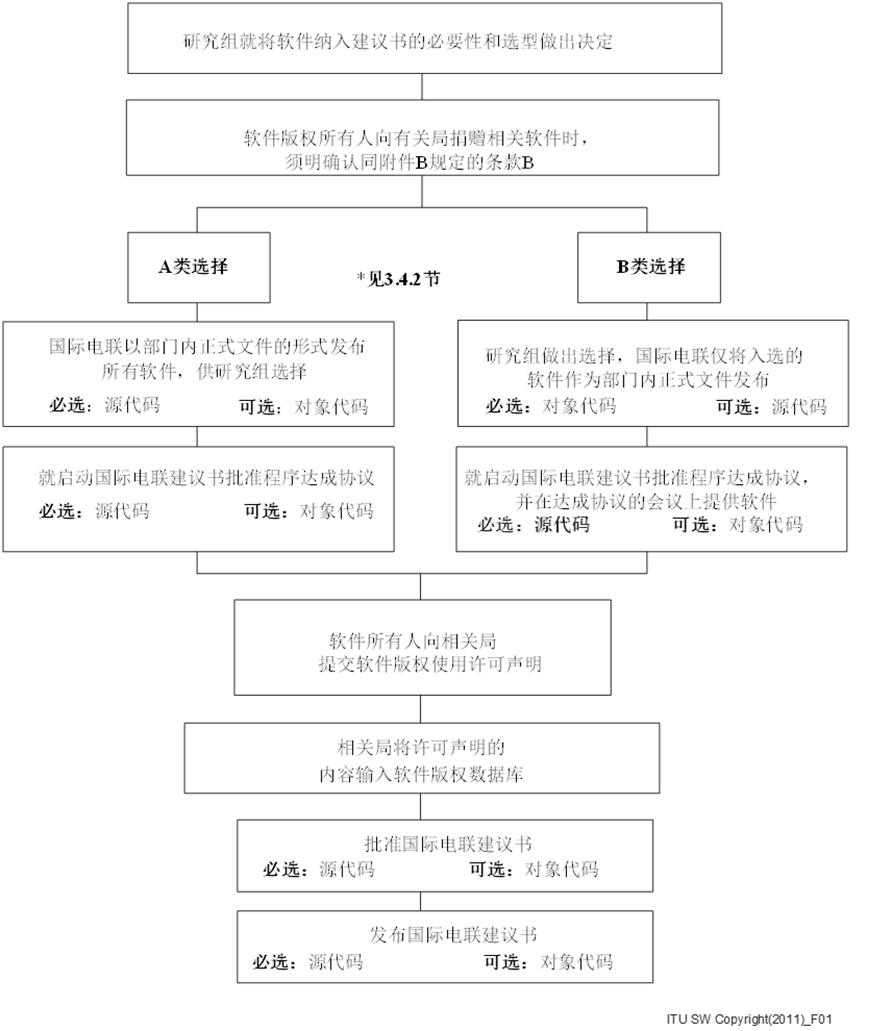 研究组就将软件纳入建议书的必要性和选型做出决定
软件版权所有人向有关局捐赠相关软件时，
须明确认同附件B规定的条款B
A类选择
*见3.4.2节
B类选择
国际电联以部门内正式文件的形式发布
所有软件，供研究组选择
必选：源代码 可选：对象代码
研究组做出选择，国际电联仅将入选的
软件作为部门内正式文件发布
必选：对象代码 可选：源代码
就启动国际电联建议书批准程序达成协议
必选：源代码 可选：对象代码
就启动国际电联建议书批准程序达成协议，
并在达成协议的会议上提供软件
必选：源代码 可选：对象代码
软件所有人向相关局
提交软件版权使用许可声明
相关局将许可声明的
内容输入软件版权数据库
批准国际电联建议书
必选：源代码 可选：对象代码
发布国际电联建议书
必选：源代码 可选：对象代码
ITU SW Copyright(2011)_F01